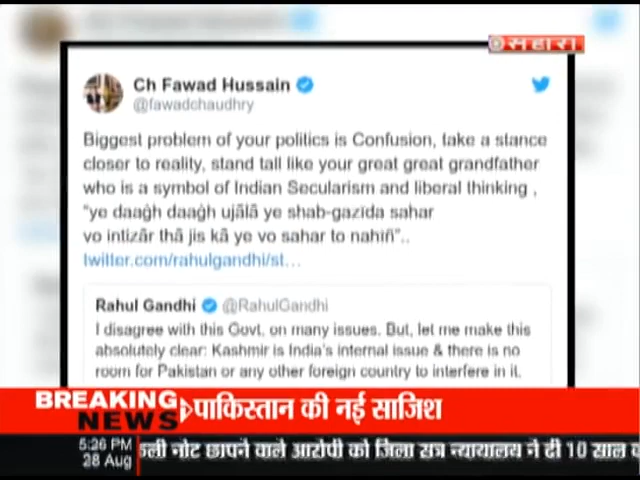 सहारा
Ch Fawad Hussain
@fawadchaudhry
Biggest problem of your politics is Confusion, take a stance
closer to reality, stand tall like your great great grandfather
who is a symbol of Indian Secularism and liberal thinking ,
“ye daaġh daaġh ujālā ye shab-gazīda sahar
vo intizār thā jis kā ye vo sahar to nahīñ”..
twitter.com/rahulgandhi/st…
Rahul Gandhi @RahulGandhi
I disagree with this Govt. on many issues. But, let me make this
absolutely clear: Kashmir is India's internal issue & there is no
room for Pakistan or any other foreign country to interfere in it.
BREAKING NEWS
पाकिस्तान की नई साजिश
5:26 PM
28 Aug
नोट छापने वाले आरोपी को जिला सत्र न्यायालय ने दी 10 साल